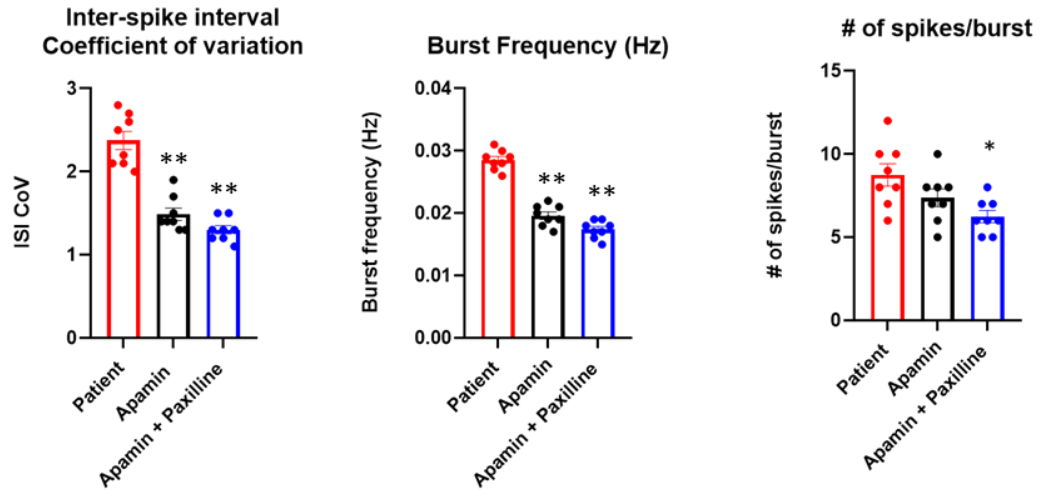 Inter-spike interval
Coefficient of variation
ISI CoV
3
2
1
0
**
**
Patient
Apamin
Apamin + Paxilline
Burst Frequency (Hz)
Burst frequency (Hz)
0.04
0.03
0.02
0.01
0.00
**
**
Patient
Apamin
Apamin + Paxilline
# of spikes/burst
# of spikes/burst
15
10
5
0
*
Patient
Apamin
Apamin + Paxilline